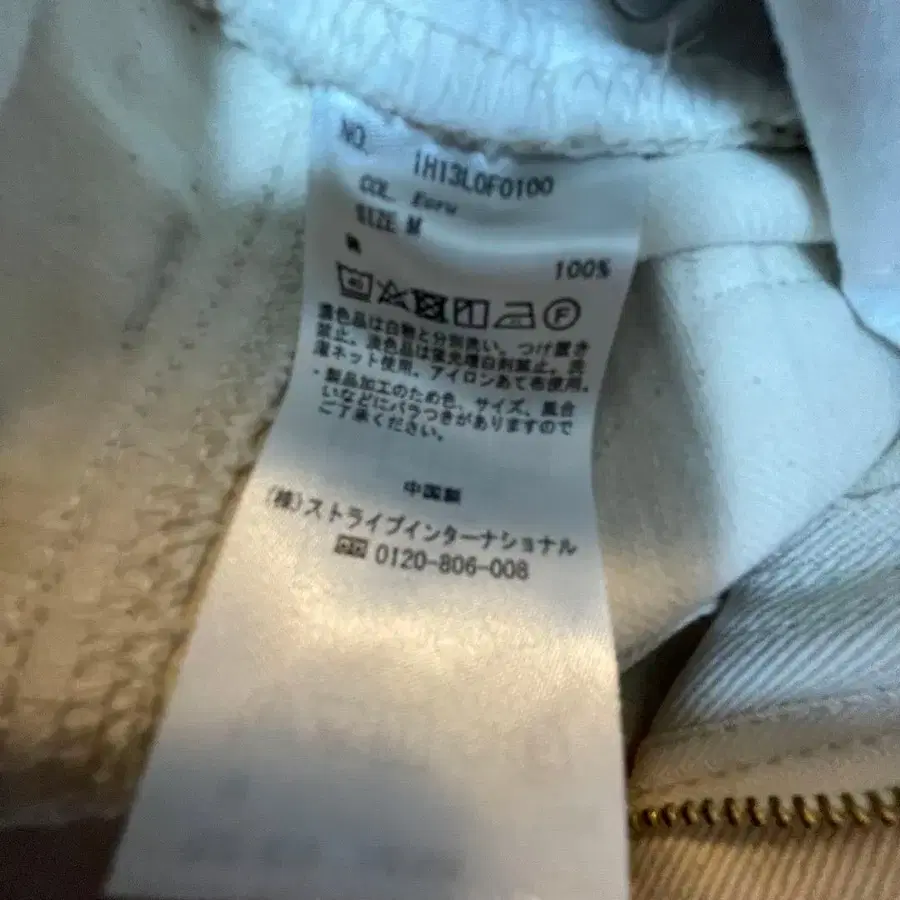 NO. 1H13L0F0100
COL. Ecru
SIZE M
綿 100%
濃色品は白物と分別洗い。つけ置き
禁止。淡色品は蛍光増白剤禁止。洗
濯ネット使用。アイロンあて布使用。
・製品加工のため色、サイズ、風合
いなどにバラつきがありますので
ご了承ください。
中国製
(株)ストライプインターナショナル
0120-806-008